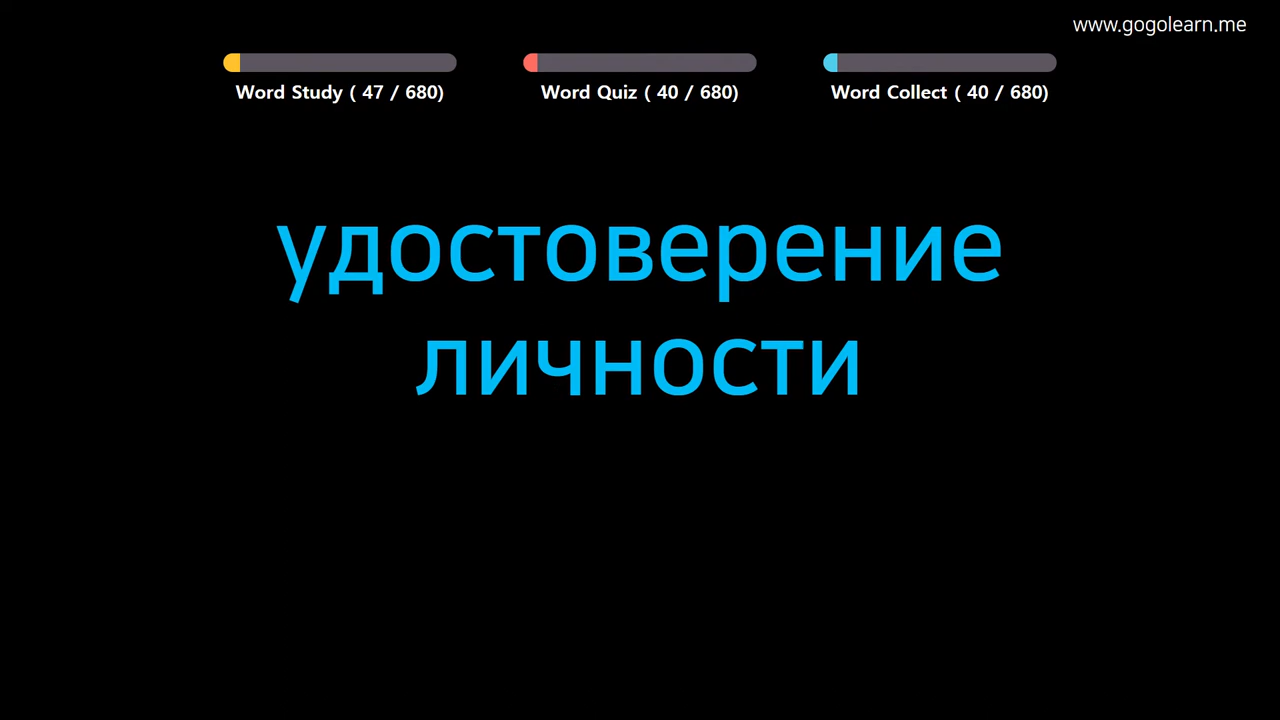 www.gogolearn.me
Word Study ( 47 / 680)
Word Quiz ( 40 / 680)
Word Collect ( 40 / 680)
удостоверение
личности